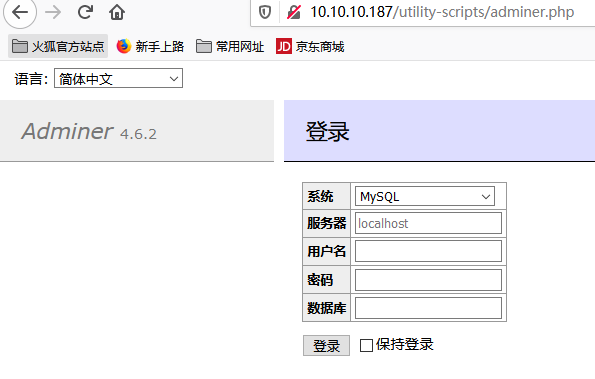 10.10.10.187/utility-scripts/adminer.php
火狐官方站点 新手上路 常用网址 JD 京东商城
语言: 简体中文
Adminer 4.6.2
登录
系统 MySQL
服务器 localhost
用户名
密码
数据库
登录 保持登录